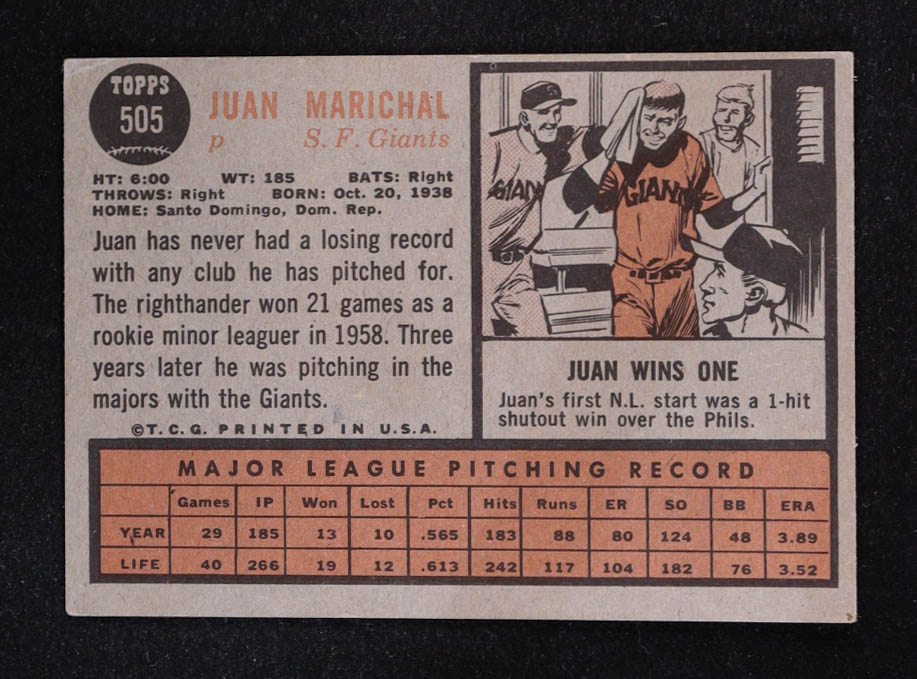 TOPPS
505
JUAN MARICHAL
p S. F. Giants
HT: 6:00 WT: 185 BATS: Right
THROWS: Right BORN: Oct. 20, 1938
HOME: Santo Domingo, Dom. Rep.
Juan has never had a losing record
with any club he has pitched for.
The righthander won 21 games as a
rookie minor leaguer in 1958. Three
years later he was pitching in the
majors with the Giants.
©T.C.G. PRINTED IN U.S.A.
GIAN
GIANT
JUAN WINS ONE
Juan's first N.L. start was a 1-hit
shutout win over the Phils.
MAJOR LEAGUE PITCHING RECORD
Games IP Won Lost Pct Hits Runs ER SO BB ERA
YEAR 29 185 13 10 .565 183 88 80 124 48 3.89
LIFE 40 266 19 12 .613 242 117 104 182 76 3.52